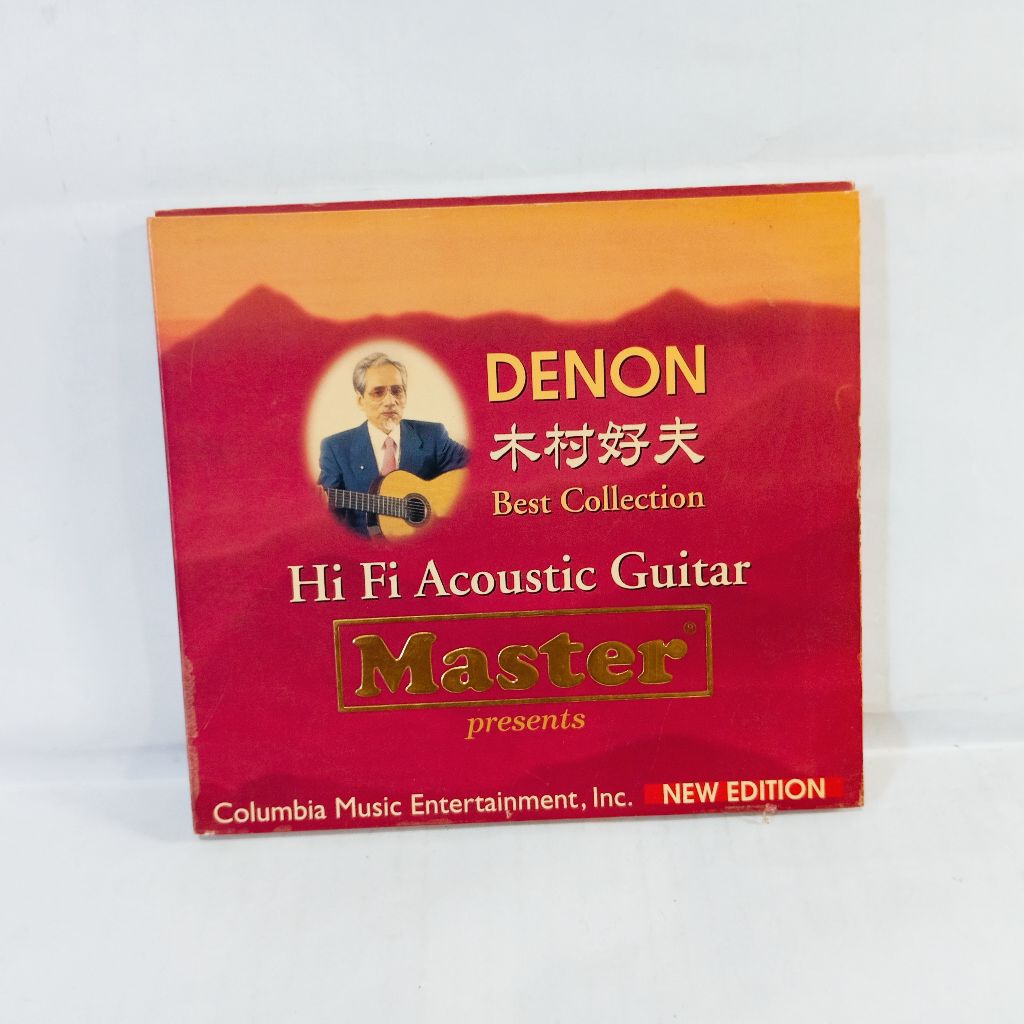 DENON
木村好夫
Best Collection
Hi Fi Acoustic Guitar
Master®
presents
Columbia Music Entertainment, Inc.
NEW EDITION